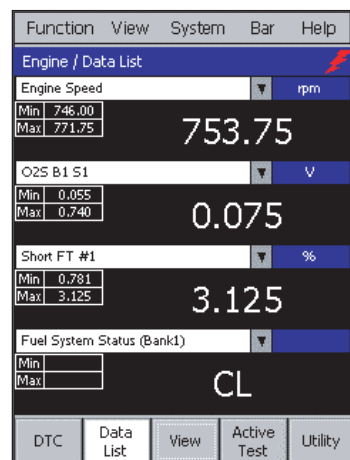 Function View System Bar Help
Engine / Data List
Engine Speed rpm
Min 746.00
Max 771.75
753.75
O2S B1 S1 V
Min 0.055
Max 0.740
0.075
Short FT #1 %
Min 0.781
Max 3.125
3.125
Fuel System Status (Bank1)
Min
Max
CL
DTC Data List View Active Test Utility